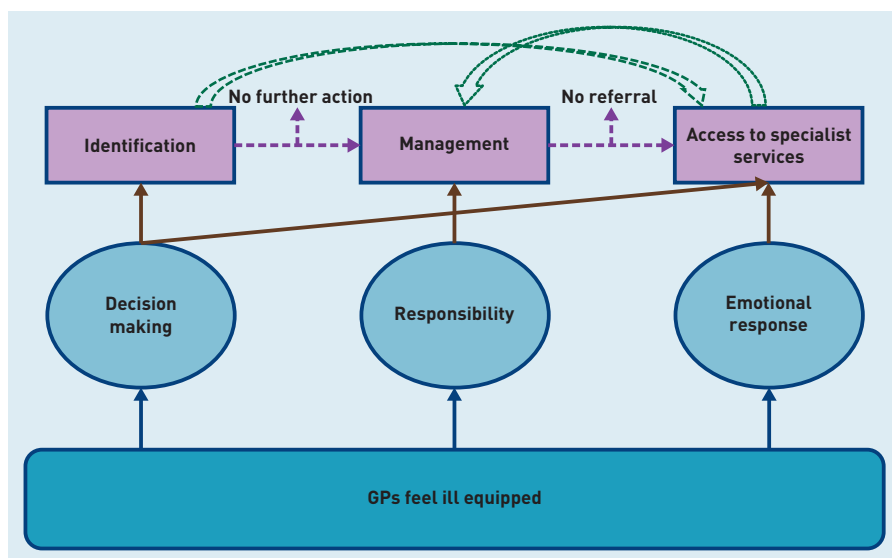 No further action
No referral
Identification
Management
Access to specialist
services
Decision
making
Responsibility
Emotional
response
GPs feel ill equipped